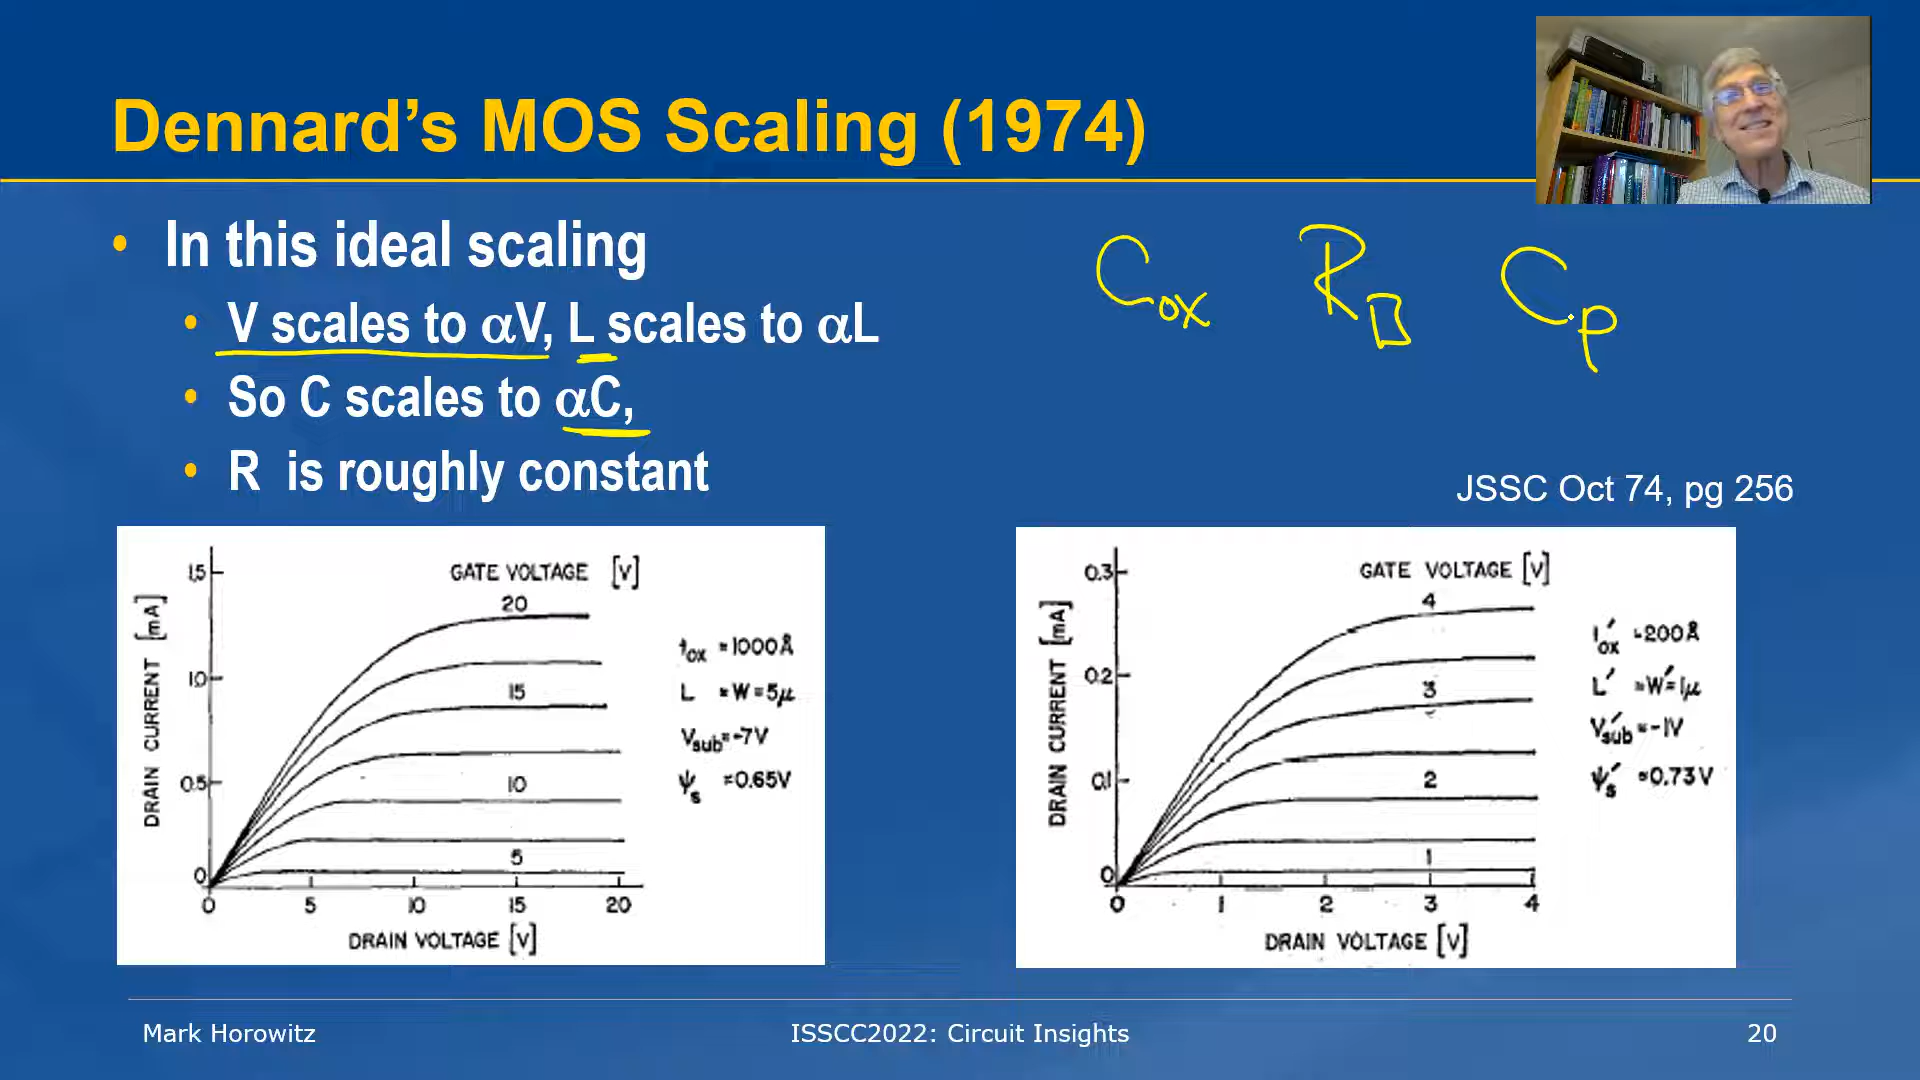 Dennard's MOS Scaling (1974)
• In this ideal scaling
• V scales to αV, L scales to αL
• So C scales to αC,
• R is roughly constant
Cox R□ Cp
JSSC Oct 74, pg 256
GATE VOLTAGE [V]
DRAIN CURRENT [mA]
1.5
1.0
0.5
0
20
15
10
5
tox = 1000Å
L = W = 5μ
Vsub = -7V
ψs = 0.65V
0 5 10 15 20
DRAIN VOLTAGE [V]
GATE VOLTAGE [V]
DRAIN CURRENT [mA]
0.3
0.2
0.1
0
4
3
2
1
t'ox = 200Å
L' = W' = 1μ
V'sub = -1V
ψ's = 0.73V
0 1 2 3 4
DRAIN VOLTAGE [V]
Mark Horowitz
ISSCC2022: Circuit Insights
20